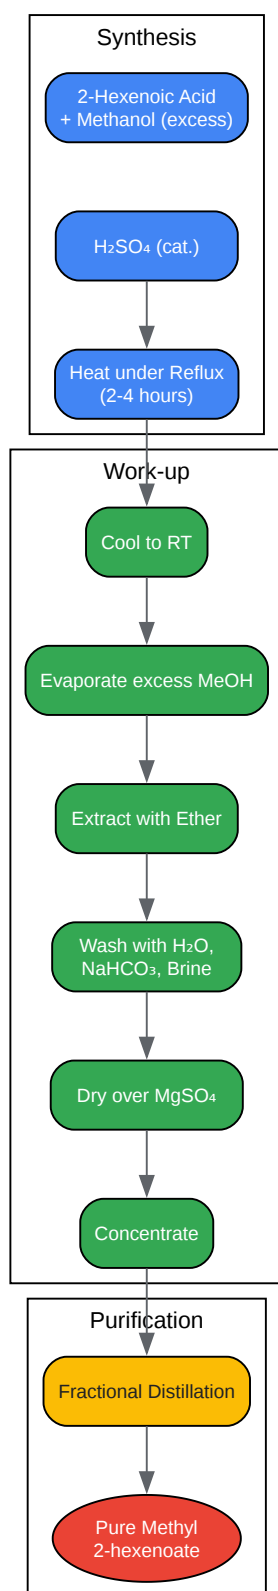 Synthesis
2-Hexenoic Acid
+ Methanol (excess)
H₂SO₄ (cat.)
Heat under Reflux
(2-4 hours)
Work-up
Cool to RT
Evaporate excess MeOH
Extract with Ether
Wash with H₂O,
NaHCO₃, Brine
Dry over MgSO₄
Concentrate
Purification
Fractional Distillation
Pure Methyl
2-hexenoate